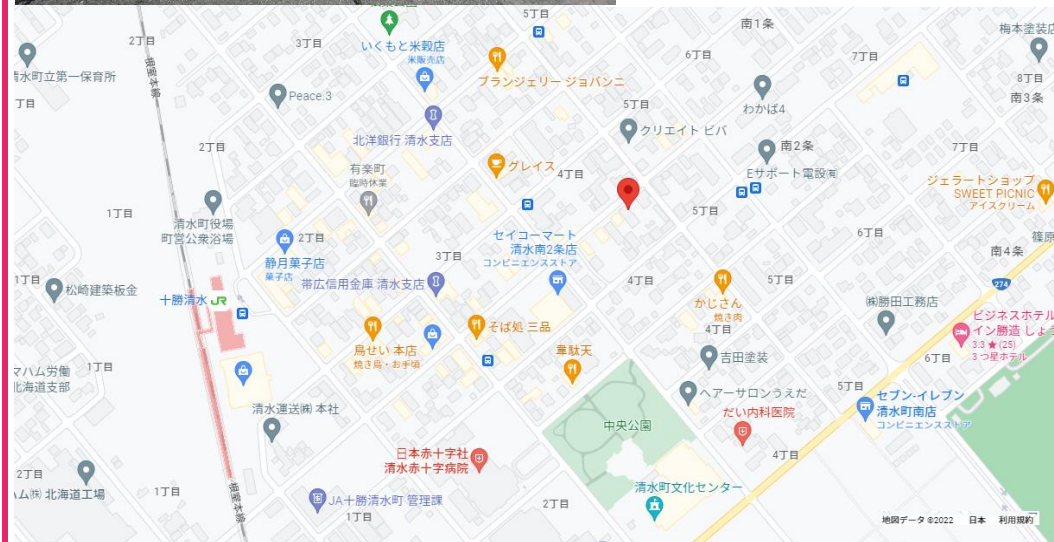 5丁目
南1条
梅本塗装店
2丁目
3丁目
いくもと米穀店
米販売店
6丁目
7丁目
清水町立第一保育所
丁目
根室本線
ブランジェリー ジョバンニ
8丁目
南3条
Peace.3
5丁目
わかば4
北洋銀行 清水支店
クリエイト ビバ
2丁目
南2条
7丁目
有楽町
臨時休業
グレイス
4丁目
Eサポート電設㈲
ジェラートショップ
SWEET PICNIC
アイスクリーム
1丁目
清水町役場
町営公衆浴場
5丁目
6丁目
篠原
静月菓子店
菓子店
2丁目
3丁目
セイコーマート
清水南2条店
コンビニエンスストア
南4条
1丁目
松崎建築板金
帯広信用金庫 清水支店
4丁目
5丁目
274
十勝清水 JR
かじさん
焼き肉
㈱勝田工務店
ビジネスホテル
イン勝造 しょ
3.3 ★ (25)
3 つ星ホテル
鳥せい 本店
焼き鳥・お手頃
そば処 三品
4丁目
吉田塗装
6丁目
マハム労働
北海道支部
1丁目
韋駄天
ヘアーサロンうえだ
5丁目
セブン-イレブン
清水町南店
コンビニエンスストア
清水運送㈱ 本社
中央公園
だい内科医院
日本赤十字社
清水赤十字病院
4丁目
2丁目
ハム㈱ 北海道工場
1丁目
根室本線
JA十勝清水町 管理課
1丁目
2丁目
清水町文化センター
地図データ ©2022 日本 利用規約